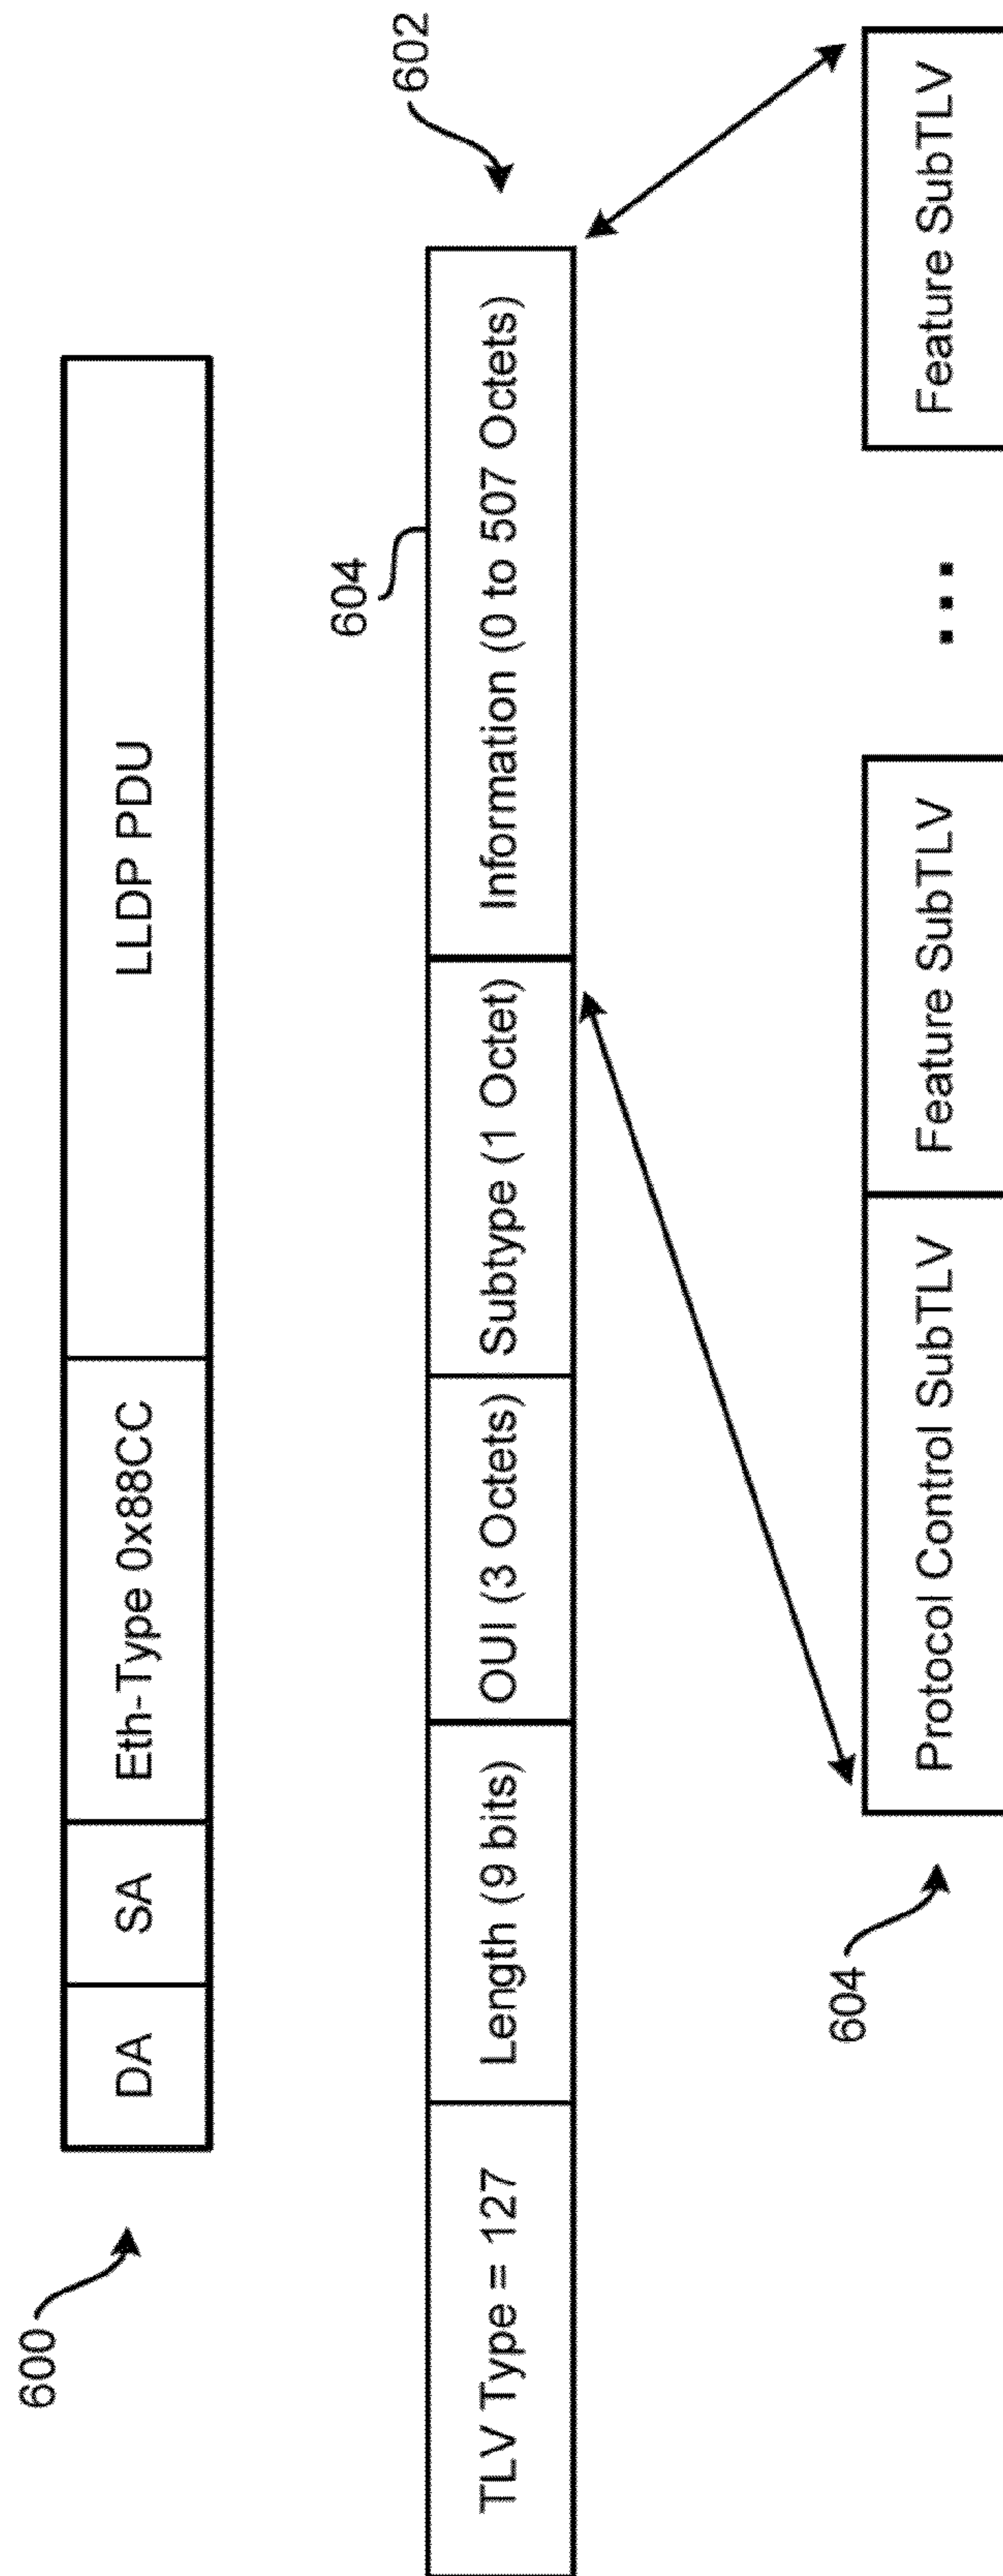 600
DA
SA
Eth-Type 0x88CC
LLDP PDU
602
604
TLV Type = 127
Length (9 bits)
OUI (3 Octets)
Subtype (1 Octet)
Information (0 to 507 Octets)
604
Protocol Control SubTLV
Feature SubTLV
...
Feature SubTLV